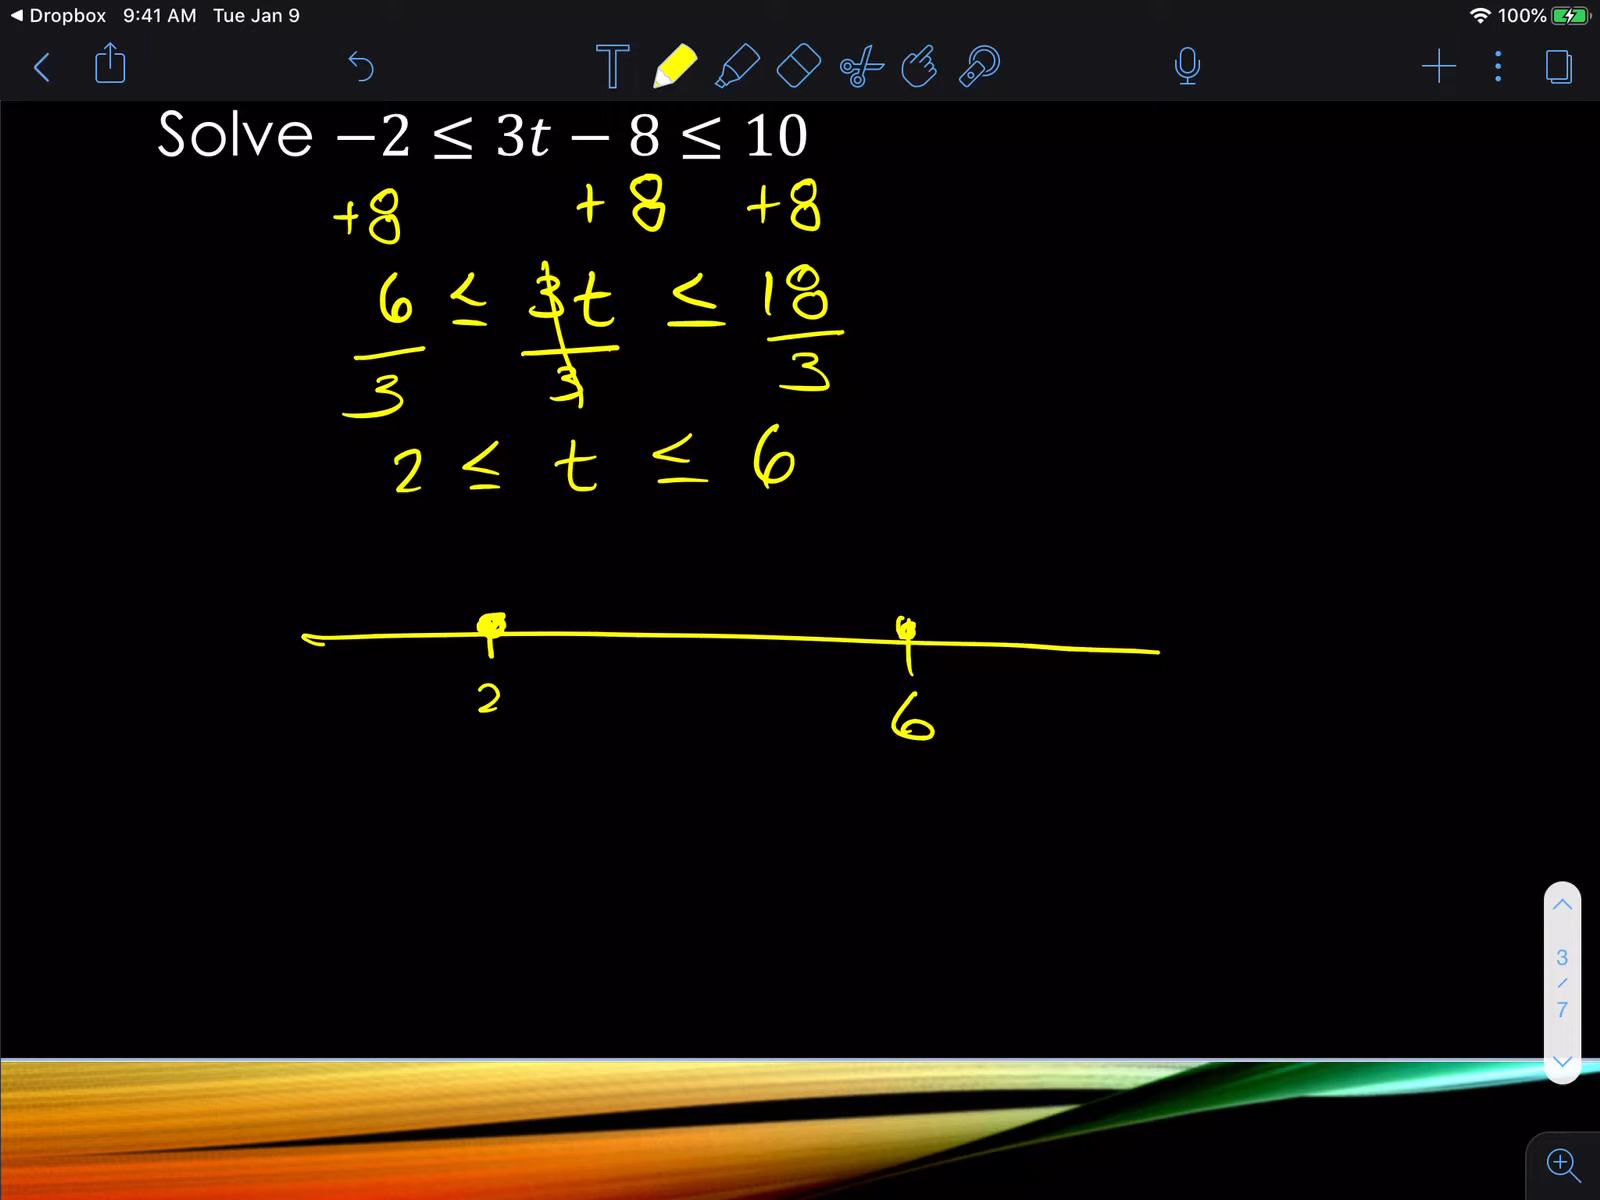 Dropbox 9:41 AM Tue Jan 9 100%
T
Solve −2 ≤ 3t − 8 ≤ 10
+8 +8 +8
6 ≤ 3t ≤ 18
3 3 3
2 ≤ t ≤ 6
2 6
3
/
7